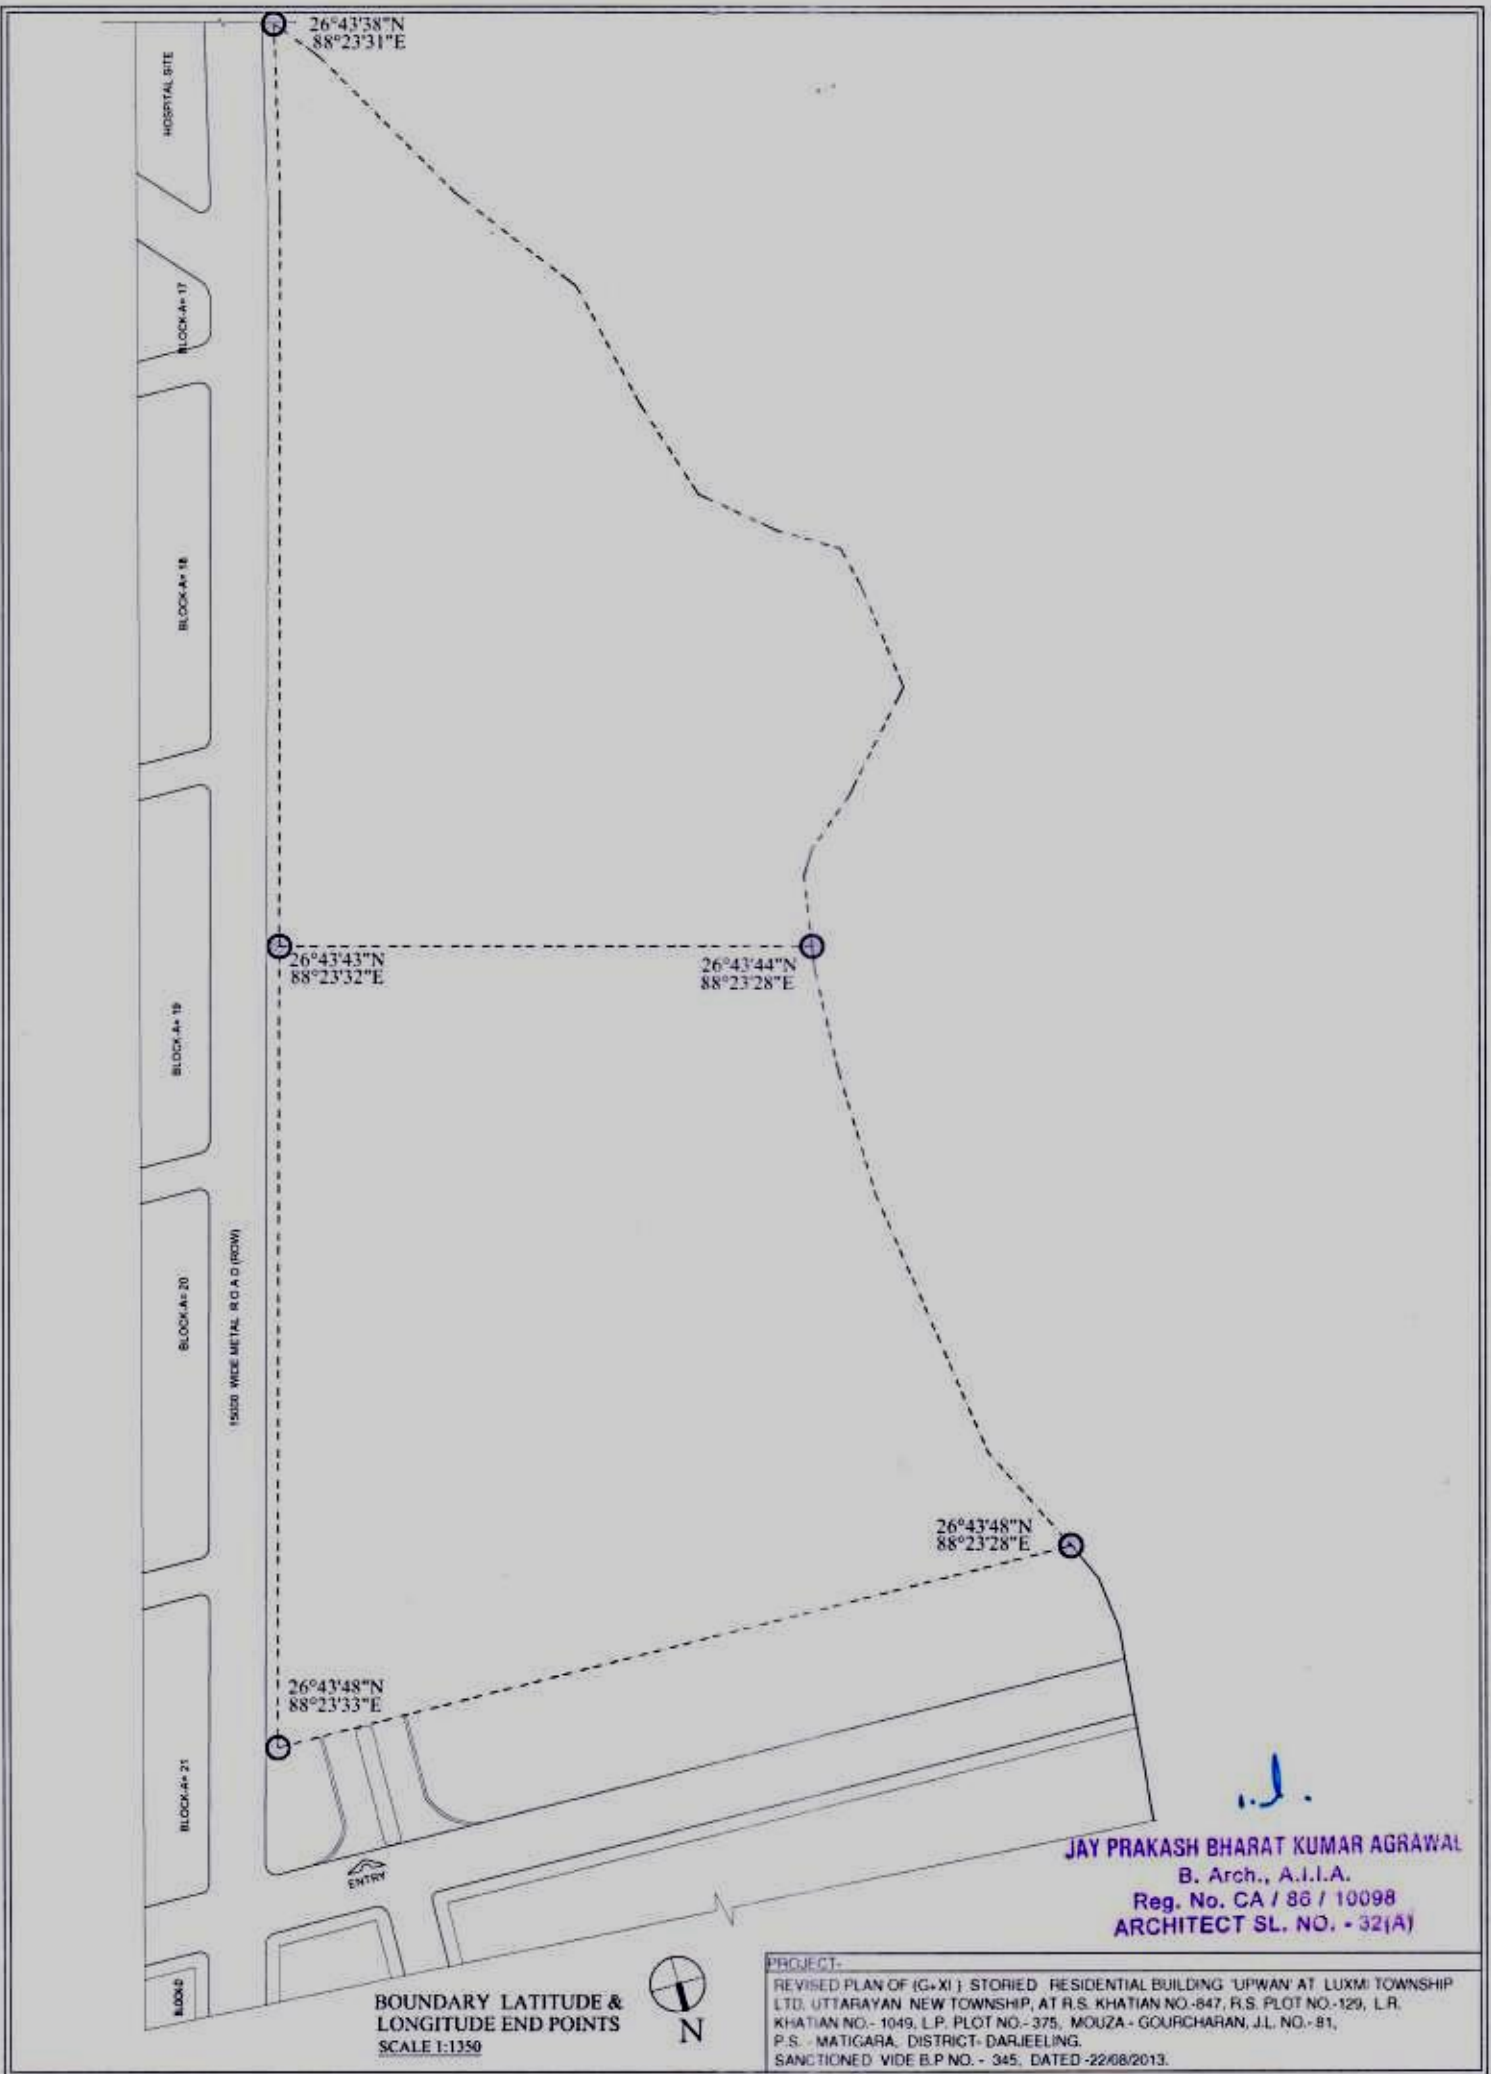 26°43'38"N
88°23'31"E
HOSPITAL SITE
BLOCK-A= 17
BLOCK-A= 18
26°43'43"N
88°23'32"E
26°43'44"N
88°23'28"E
BLOCK-A= 19
BLOCK-A= 20
15000 WIDE METAL R O A D (ROW)
26°43'48"N
88°23'28"E
26°43'48"N
88°23'33"E
BLOCK-A= 21
ENTRY
JAY PRAKASH BHARAT KUMAR AGRAWAL
B. Arch., A.I.I.A.
Reg. No. CA / 86 / 10098
ARCHITECT SL. NO. - 32(A)
BOUNDARY LATITUDE &
LONGITUDE END POINTS
SCALE 1:1350
N
PROJECT-
REVISED PLAN OF (G+XI ) STORIED RESIDENTIAL BUILDING 'UPWAN' AT LUXMI TOWNSHIP
LTD. UTTARAYAN NEW TOWNSHIP, AT R.S. KHATIAN NO.-847, R.S. PLOT NO.-129, L.R.
KHATIAN NO.- 1049, L.P. PLOT NO.- 375, MOUZA - GOURCHARAN, J.L. NO.- 81,
P.S. - MATIGARA, DISTRICT- DARJEELING.
SANCTIONED VIDE B.P NO. - 345, DATED -22/08/2013.